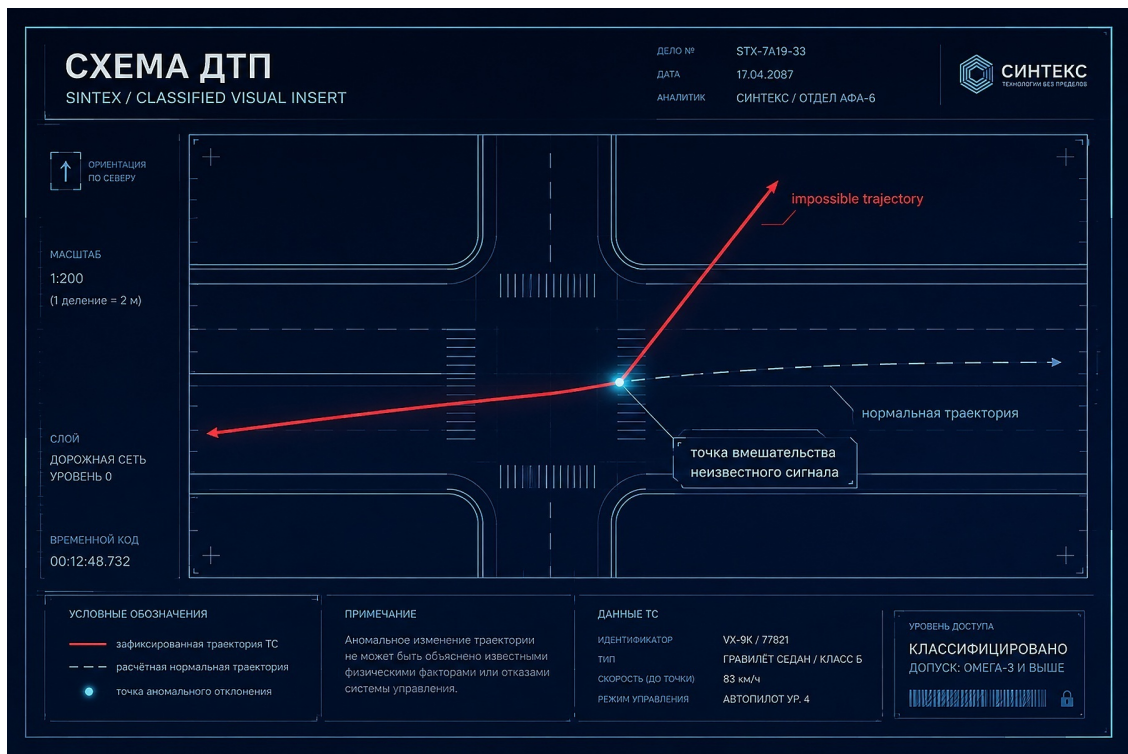 СХЕМА ДТП
SINTEX / CLASSIFIED VISUAL INSERT
ДЕЛО № STX-7A19-33
ДАТА 17.04.2087
АНАЛИТИК СИНТЕКС / ОТДЕЛ АФА-6
СИНТЕКС
ТЕХНОЛОГИИ БЕЗ ПРЕДЕЛОВ
ОРИЕНТАЦИЯ
ПО СЕВЕРУ
МАСШТАБ
1:200
(1 деление = 2 м)
СЛОЙ
ДОРОЖНАЯ СЕТЬ
УРОВЕНЬ 0
ВРЕМЕННОЙ КОД
00:12:48.732
impossible trajectory
нормальная траектория
точка вмешательства
неизвестного сигнала
УСЛОВНЫЕ ОБОЗНАЧЕНИЯ
зафиксированная траектория ТС
расчётная нормальная траектория
точка аномального отклонения
ПРИМЕЧАНИЕ
Аномальное изменение траектории
не может быть объяснено известными
физическими факторами или отказами
системы управления.
ДАННЫЕ ТС
ИДЕНТИФИКАТОР VX-9K / 77821
ТИП ГРАВИЛЁТ СЕДАН / КЛАСС Б
СКОРОСТЬ (ДО ТОЧКИ) 83 км/ч
РЕЖИМ УПРАВЛЕНИЯ АВТОПИЛОТ УР. 4
УРОВЕНЬ ДОСТУПА
КЛАССИФИЦИРОВАНО
ДОПУСК: ОМЕГА-3 И ВЫШЕ